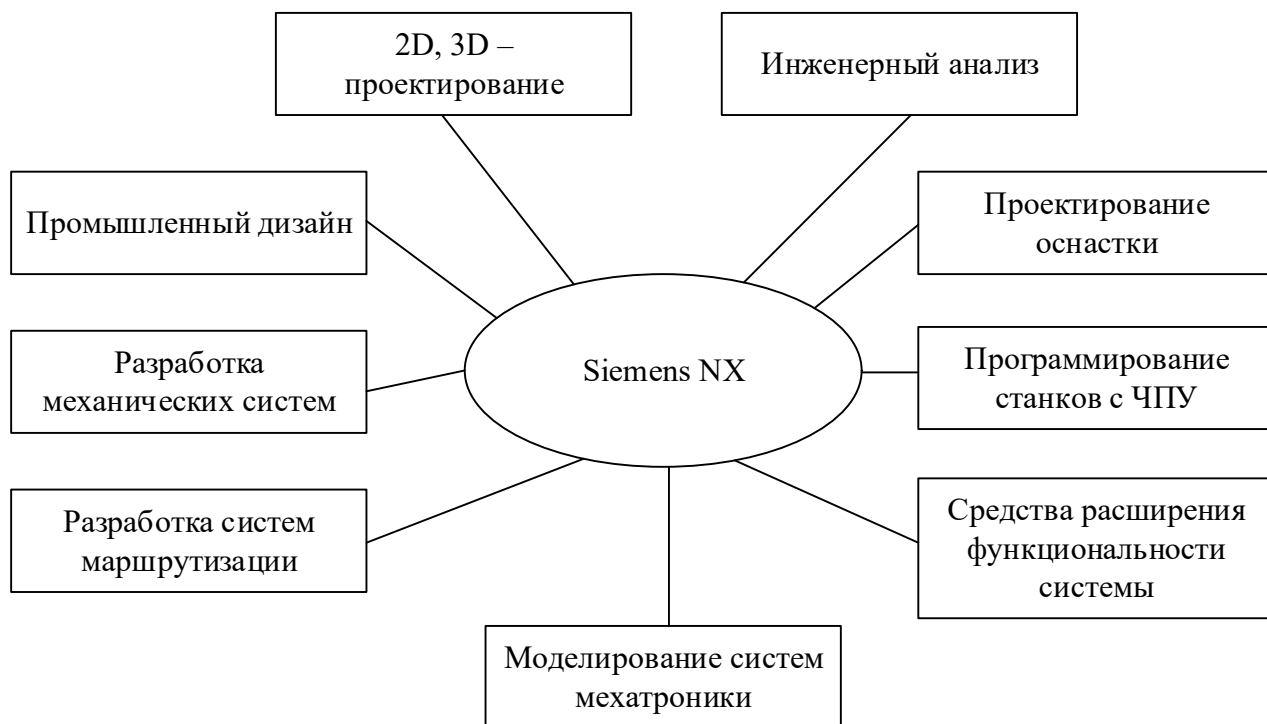 2D, 3D –
проектирование
Инженерный анализ
Промышленный дизайн
Проектирование
оснастки
Разработка
механических систем
Siemens NX
Программирование
станков с ЧПУ
Разработка систем
маршрутизации
Средства расширения
функциональности
системы
Моделирование систем
мехатроники